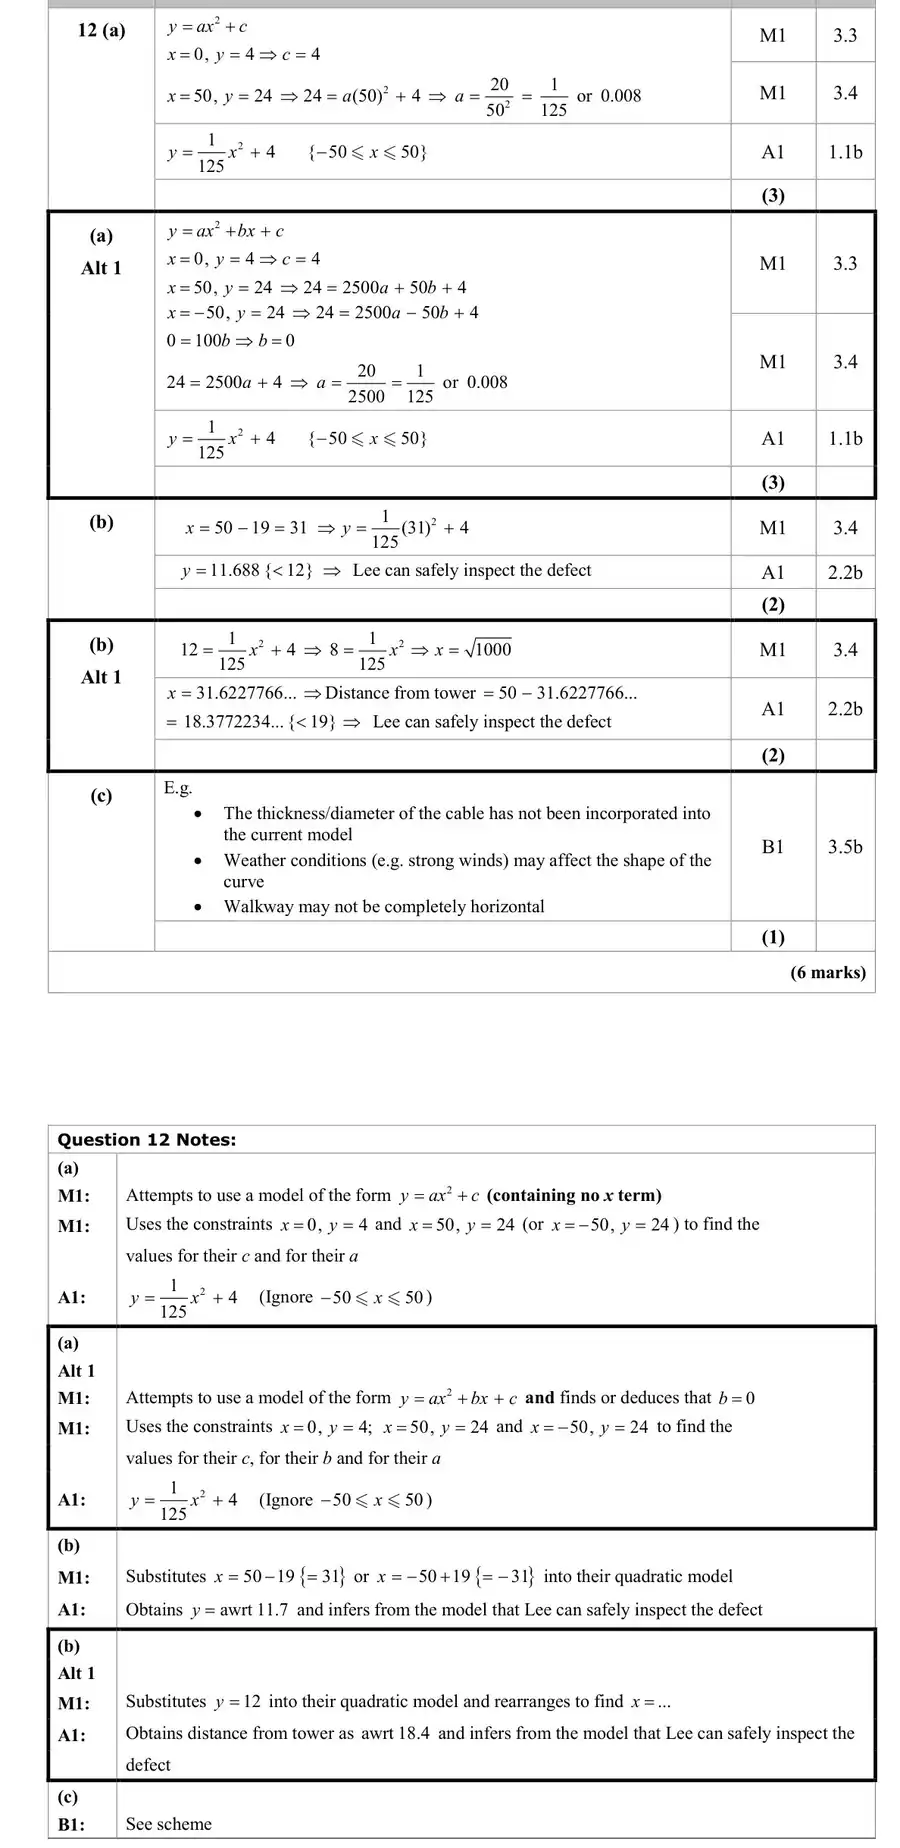 12 (a) y = ax² + c M1 3.3
x = 0, y = 4 ⇒ c = 4
x = 50, y = 24 ⇒ 24 = a(50)² + 4 ⇒ a = 20/50² = 1/125 or 0.008 M1 3.4
y = 1/125 x² + 4 {−50 ⩽ x ⩽ 50} A1 1.1b
(3)
(a) y = ax² + bx + c M1 3.3
Alt 1 x = 0, y = 4 ⇒ c = 4
x = 50, y = 24 ⇒ 24 = 2500a + 50b + 4
x = −50, y = 24 ⇒ 24 = 2500a − 50b + 4
0 = 100b ⇒ b = 0 M1 3.4
24 = 2500a + 4 ⇒ a = 20/2500 = 1/125 or 0.008
y = 1/125 x² + 4 {−50 ⩽ x ⩽ 50} A1 1.1b
(3)
(b) x = 50 − 19 = 31 ⇒ y = 1/125 (31)² + 4 M1 3.4
y = 11.688 {< 12} ⇒ Lee can safely inspect the defect A1 2.2b
(2)
(b) 12 = 1/125 x² + 4 ⇒ 8 = 1/125 x² ⇒ x = √1000 M1 3.4
Alt 1
x = 31.6227766... ⇒ Distance from tower = 50 − 31.6227766... A1 2.2b
= 18.3772234... {< 19} ⇒ Lee can safely inspect the defect
(2)
(c) E.g. B1 3.5b
• The thickness/diameter of the cable has not been incorporated into
the current model
• Weather conditions (e.g. strong winds) may affect the shape of the
curve
• Walkway may not be completely horizontal
(1)
(6 marks)
Question 12 Notes:
(a)
M1: Attempts to use a model of the form y = ax² + c (containing no x term)
M1: Uses the constraints x = 0, y = 4 and x = 50, y = 24 (or x = −50, y = 24) to find the
values for their c and for their a
A1: y = 1/125 x² + 4 (Ignore −50 ⩽ x ⩽ 50)
(a)
Alt 1
M1: Attempts to use a model of the form y = ax² + bx + c and finds or deduces that b = 0
M1: Uses the constraints x = 0, y = 4; x = 50, y = 24 and x = −50, y = 24 to find the
values for their c, for their b and for their a
A1: y = 1/125 x² + 4 (Ignore −50 ⩽ x ⩽ 50)
(b)
M1: Substitutes x = 50 − 19 {= 31} or x = −50 + 19 {= −31} into their quadratic model
A1: Obtains y = awrt 11.7 and infers from the model that Lee can safely inspect the defect
(b)
Alt 1
M1: Substitutes y = 12 into their quadratic model and rearranges to find x = ...
A1: Obtains distance from tower as awrt 18.4 and infers from the model that Lee can safely inspect the
defect
(c)
B1: See scheme